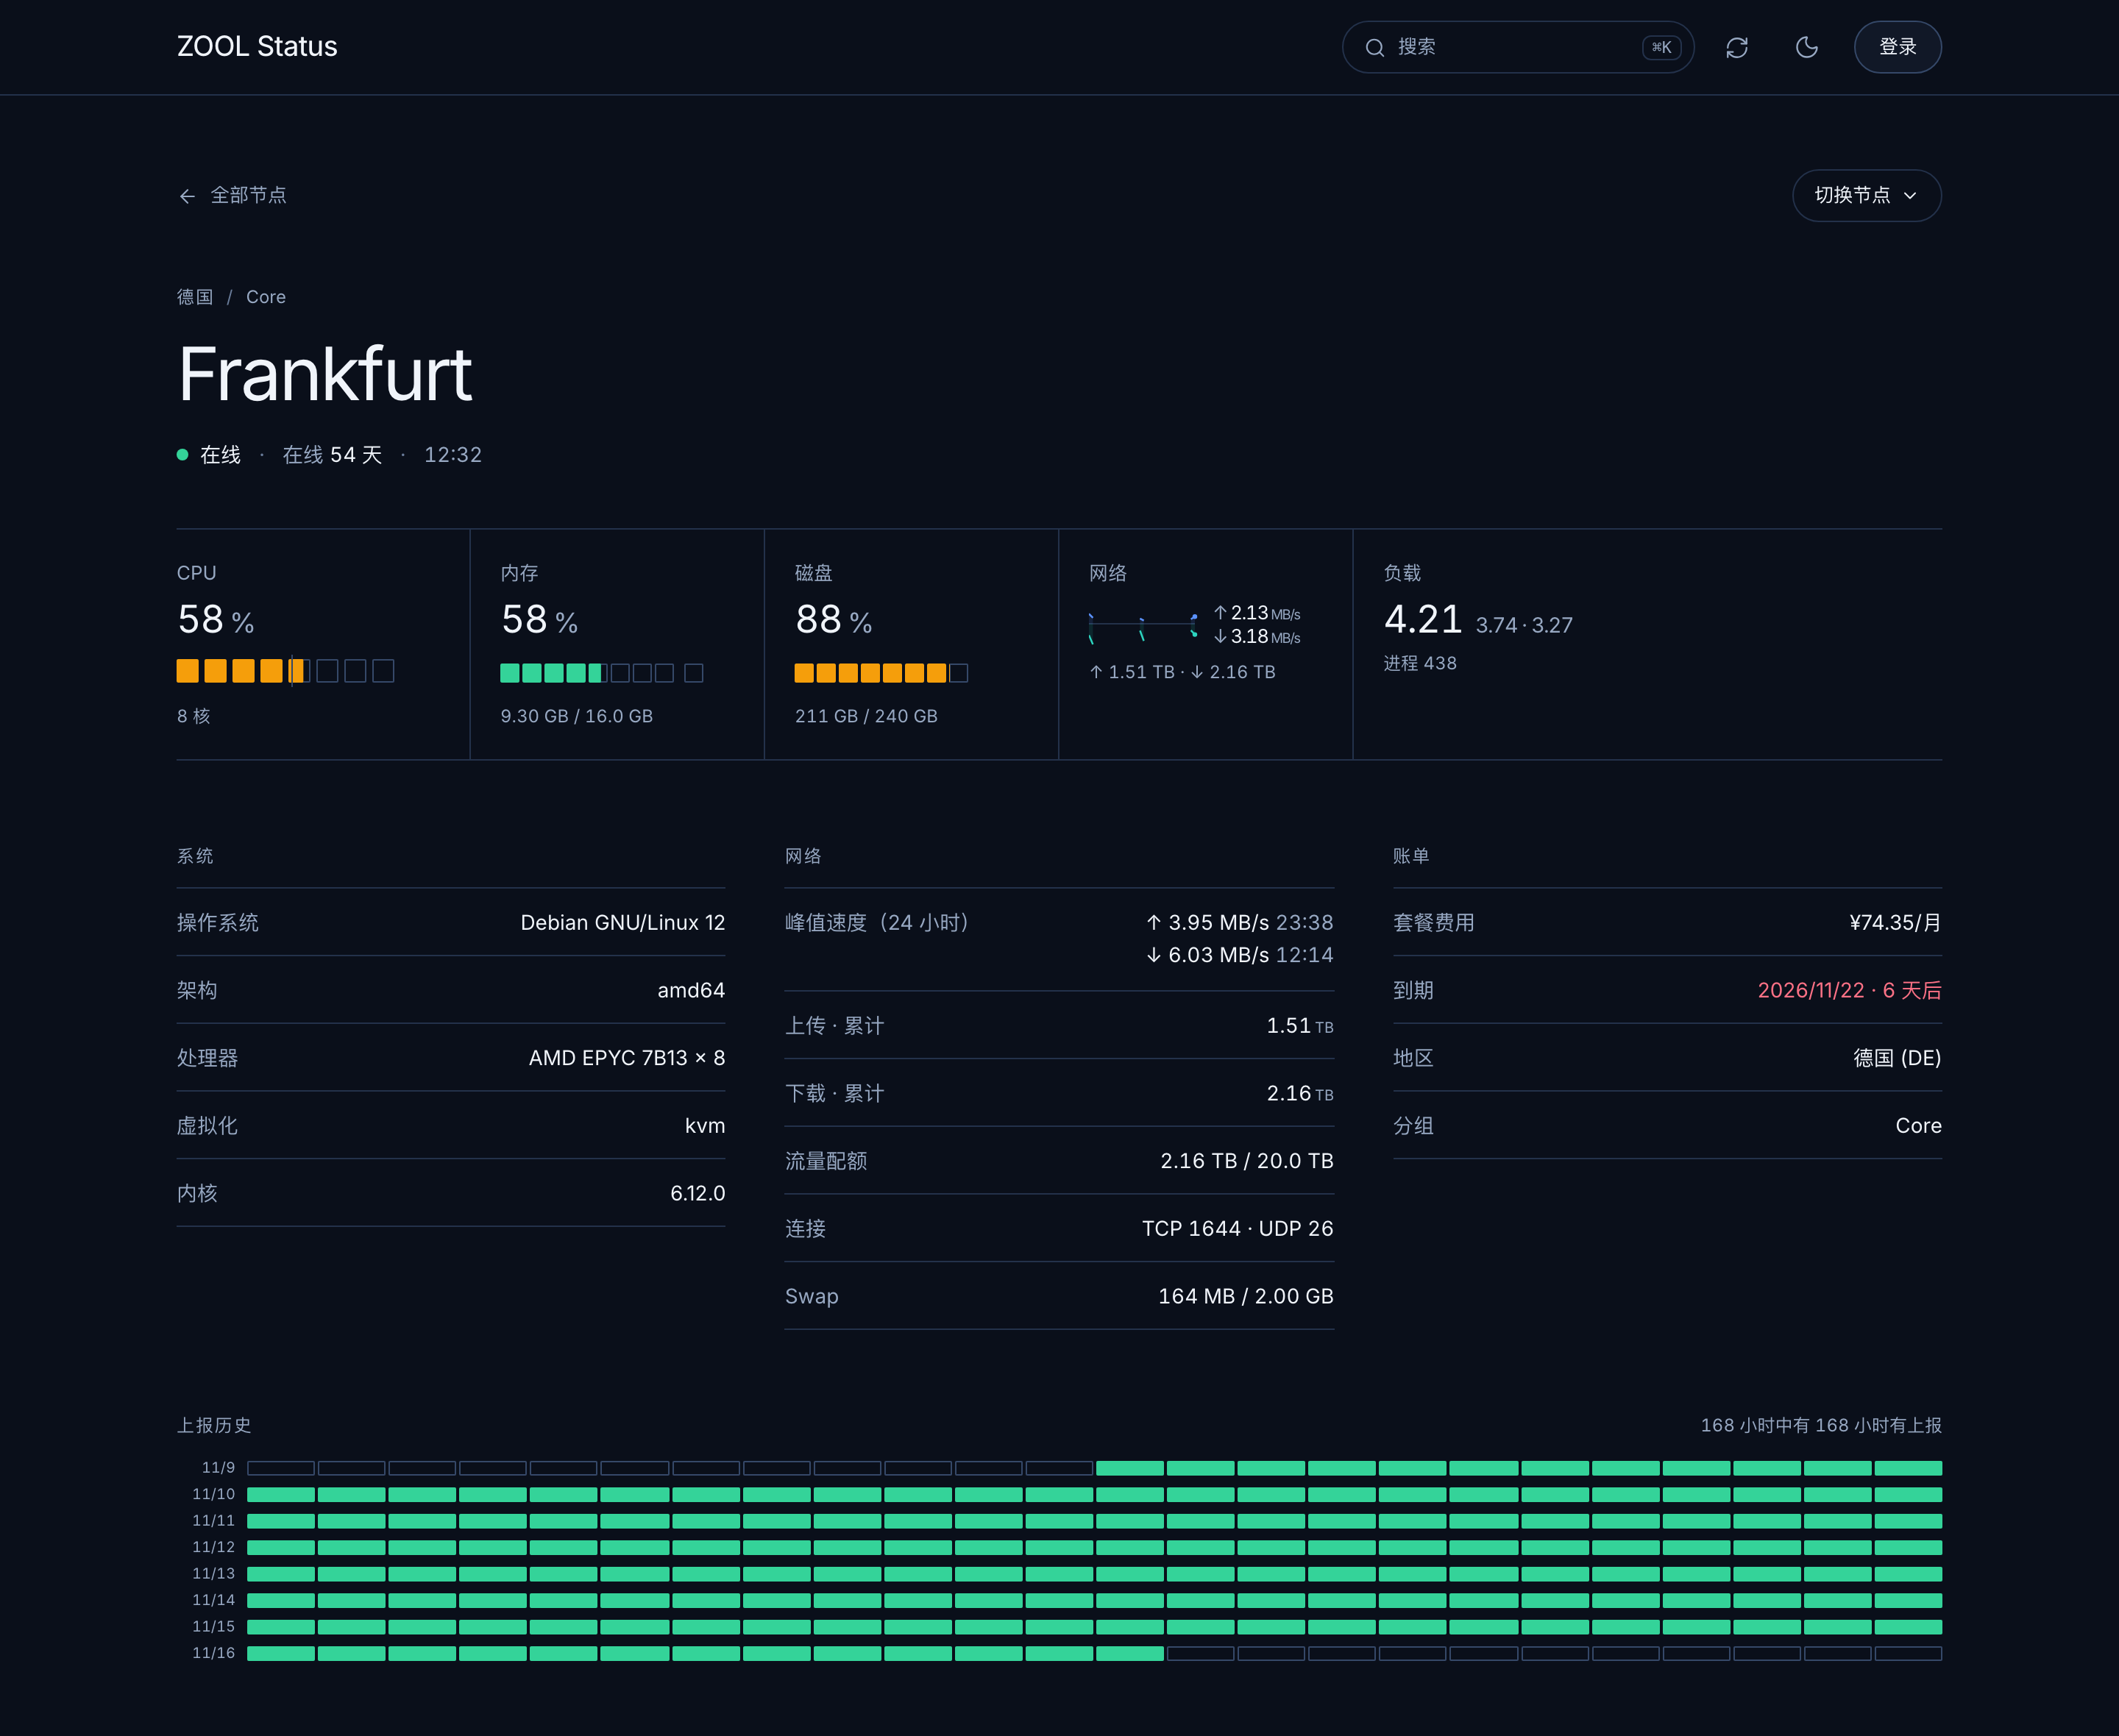 ZOOL Status
搜索 ⌘K 登录
全部节点
切换节点
德国 / Core
Frankfurt
在线 · 在线 54 天 · 12:32
CPU
58 %
8 核
内存
58 %
9.30 GB / 16.0 GB
磁盘
88 %
211 GB / 240 GB
网络
↑ 2.13 MB/s
↓ 3.18 MB/s
↑ 1.51 TB · ↓ 2.16 TB
负载
4.21 3.74 · 3.27
进程 438
系统
操作系统 Debian GNU/Linux 12
架构 amd64
处理器 AMD EPYC 7B13 × 8
虚拟化 kvm
内核 6.12.0
网络
峰值速度（24 小时） ↑ 3.95 MB/s 23:38
↓ 6.03 MB/s 12:14
上传 · 累计 1.51 TB
下载 · 累计 2.16 TB
流量配额 2.16 TB / 20.0 TB
连接 TCP 1644 · UDP 26
Swap 164 MB / 2.00 GB
账单
套餐费用 ¥74.35/月
到期 2026/11/22 · 6 天后
地区 德国 (DE)
分组 Core
上报历史 168 小时中有 168 小时有上报
11/9
11/10
11/11
11/12
11/13
11/14
11/15
11/16